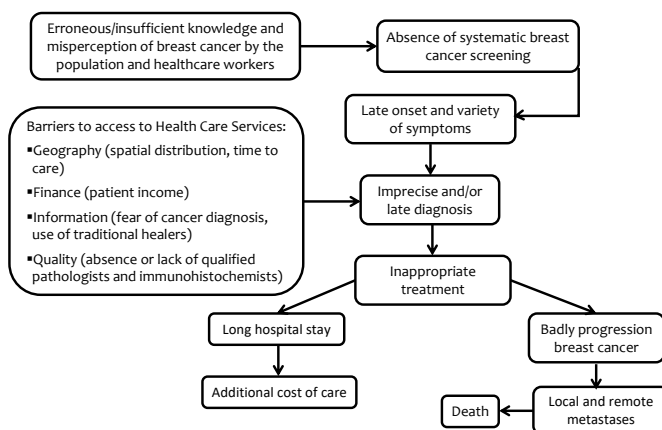 Erroneous/insufficient knowledge and
misperception of breast cancer by the
population and healthcare workers
Absence of systematic breast
cancer screening
Late onset and variety
of symptoms
Barriers to access to Health Care Services:
▪Geography (spatial distribution, time to
care)
▪Finance (patient income)
▪Information (fear of cancer diagnosis,
use of traditional healers)
▪Quality (absence or lack of qualified
pathologists and immunohistochemists)
Imprecise and/or
late diagnosis
Inappropriate
treatment
Long hospital stay
Badly progression
breast cancer
Additional cost of care
Death
Local and remote
metastases